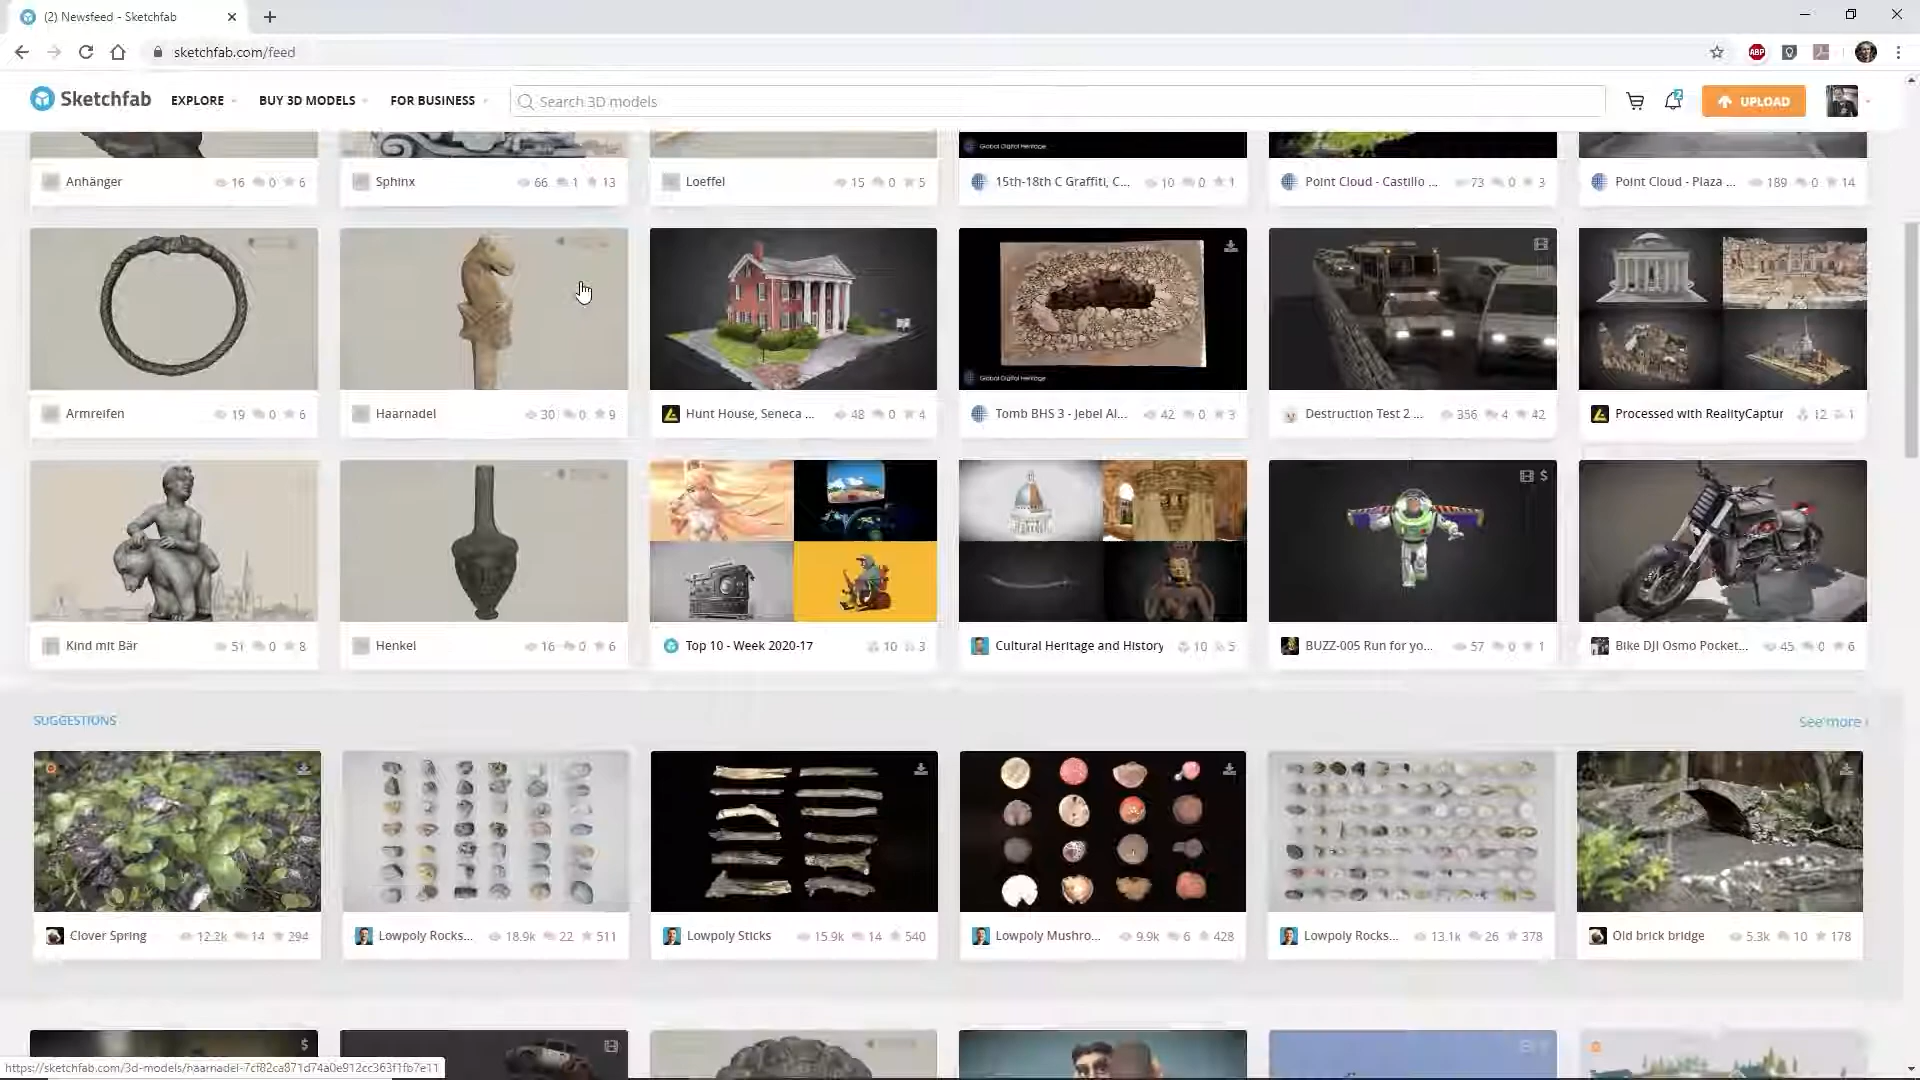 (2) Newsfeed - Sketchfab
sketchfab.com/feed
ABP
Sketchfab
EXPLORE
BUY 3D MODELS
FOR BUSINESS
Search 3D models
2
UPLOAD
Global Digital Heritage
Anhänger 16 0 6
Sphinx 66 1 13
Loeffel 15 0 5
15th-18th C Graffiti, C... 10 0 1
Point Cloud - Castillo ... 73 0 3
Point Cloud - Plaza ... 189 0 14
Global Digital Heritage
Armreifen 19 0 6
Haarnadel 30 0 9
Hunt House, Seneca ... 48 0 4
Tomb BHS 3 - Jebel Al... 42 0 3
Destruction Test 2 ... 356 4 42
Processed with RealityCaptur 12 1
$
Kind mit Bär 51 0 8
Henkel 16 0 6
Top 10 - Week 2020-17 10 3
Cultural Heritage and History 10 5
BUZZ-005 Run for yo... 57 0 1
Bike DJI Osmo Pocket... 45 0 6
SUGGESTIONS
See more
Clover Spring 12.2k 14 294
Lowpoly Rocks... 18.9k 22 511
Lowpoly Sticks 15.9k 14 540
Lowpoly Mushro... 9.9k 6 428
Lowpoly Rocks... 13.1k 26 378
Old brick bridge 5.3k 10 178
$
https://sketchfab.com/3d-models/haarnadel-7cf82ca871d74a0e912cc363f1fb7e11